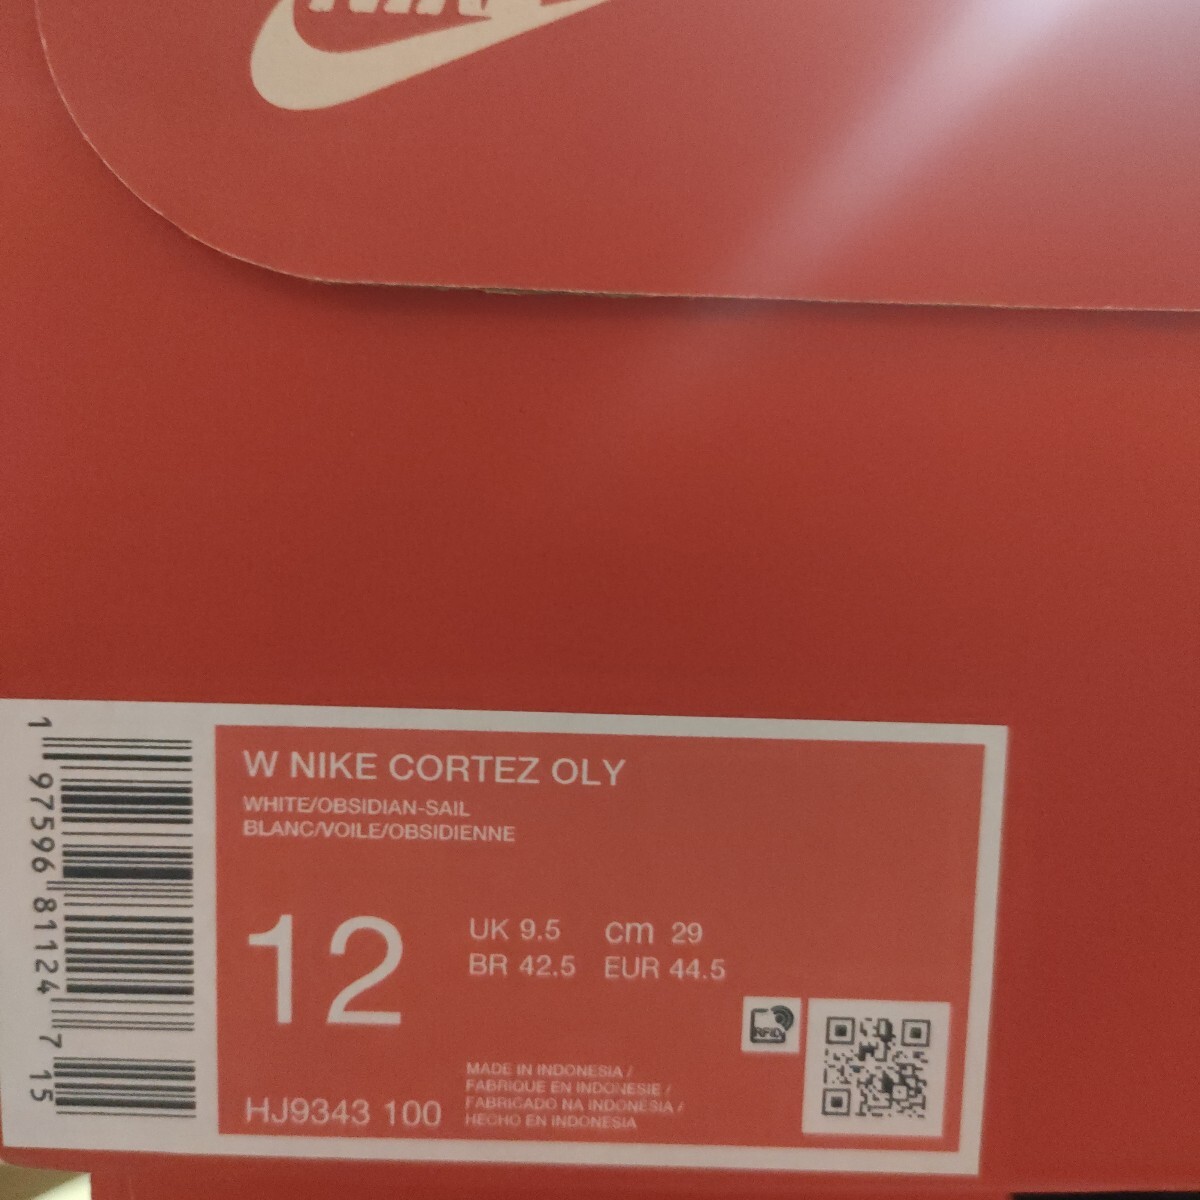 W NIKE CORTEZ OLY
WHITE/OBSIDIAN-SAIL
BLANC/VOILE/OBSIDIENNE
12
UK 9.5 cm 29
BR 42.5 EUR 44.5
RFID
MADE IN INDONESIA /
FABRIQUE EN INDONESIE /
FABRICADO NA INDONESIA /
HECHO EN INDONESIA
HJ9343 100
1 97596 81124 7 15